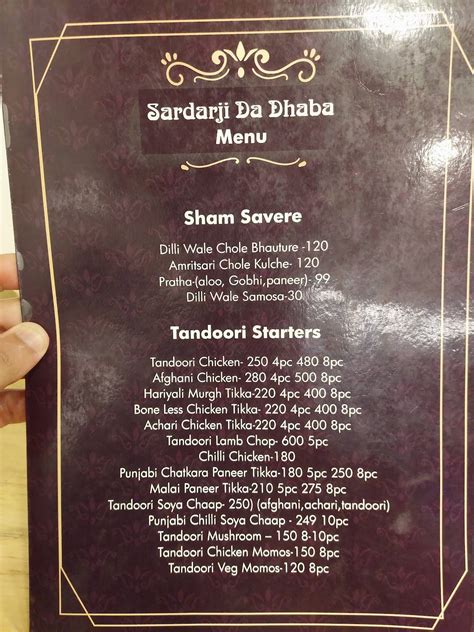 Sardarji Da Dhaba
Menu
Sham Savere
Dilli Wale Chole Bhauture -120
Amritsari Chole Kulche- 120
Pratha-(aloo, Gobhi,paneer)- 99
Dilli Wale Samosa-30
Tandoori Starters
Tandoori Chicken- 250 4pc 480 8pc
Afghani Chicken- 280 4pc 500 8pc
Hariyali Murgh Tikka-220 4pc 400 8pc
Bone Less Chicken Tikka- 220 4pc 400 8pc
Achari Chicken Tikka-220 4pc 400 8pc
Tandoori Lamb Chop- 600 5pc
Chilli Chicken-180
Punjabi Chatkara Paneer Tikka-180 5pc 250 8pc
Malai Paneer Tikka-210 5pc 275 8pc
Tandoori Soya Chaap- 250) (afghani,achari,tandoori)
Punjabi Chilli Soya Chaap - 249 10pc
Tandoori Mushroom – 150 8-10pc
Tandoori Chicken Momos-150 8pc
Tandoori Veg Momos-120 8pc